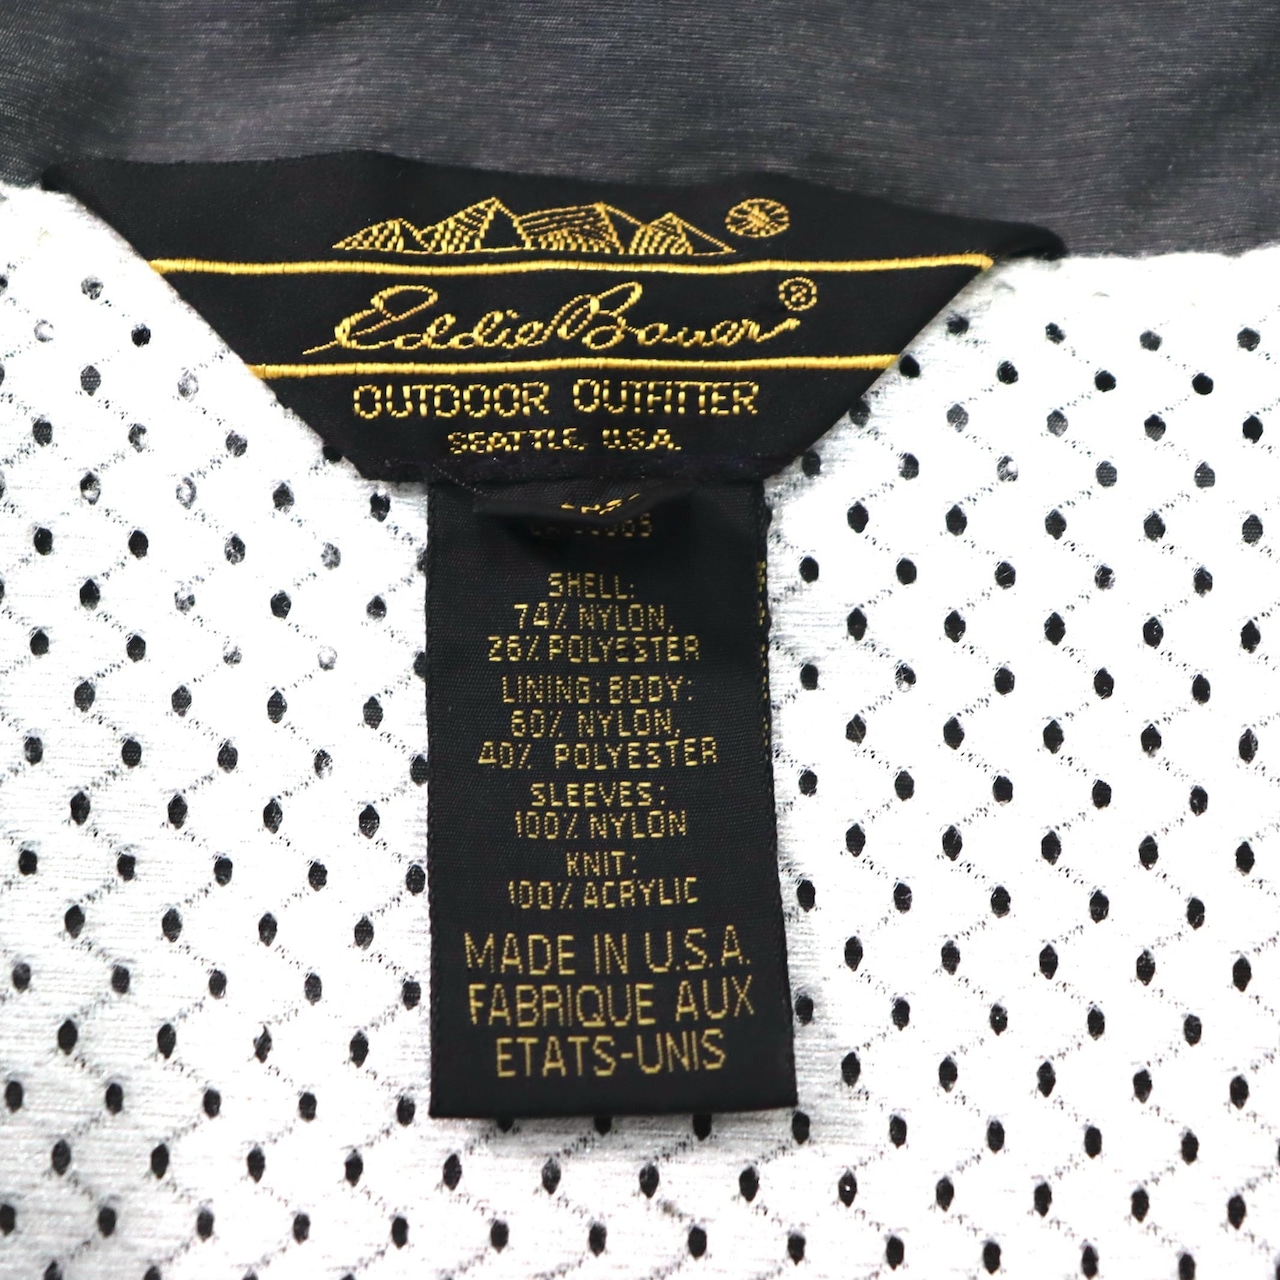 Eddie Bauer®
OUTDOOR OUTFITTER
SEATTLE, U.S.A.
SHELL:
74% NYLON,
26% POLYESTER
LINING: BODY:
60% NYLON,
40% POLYESTER
SLEEVES:
100% NYLON
KNIT:
100% ACRYLIC
MADE IN U.S.A.
FABRIQUE AUX
ETATS-UNIS